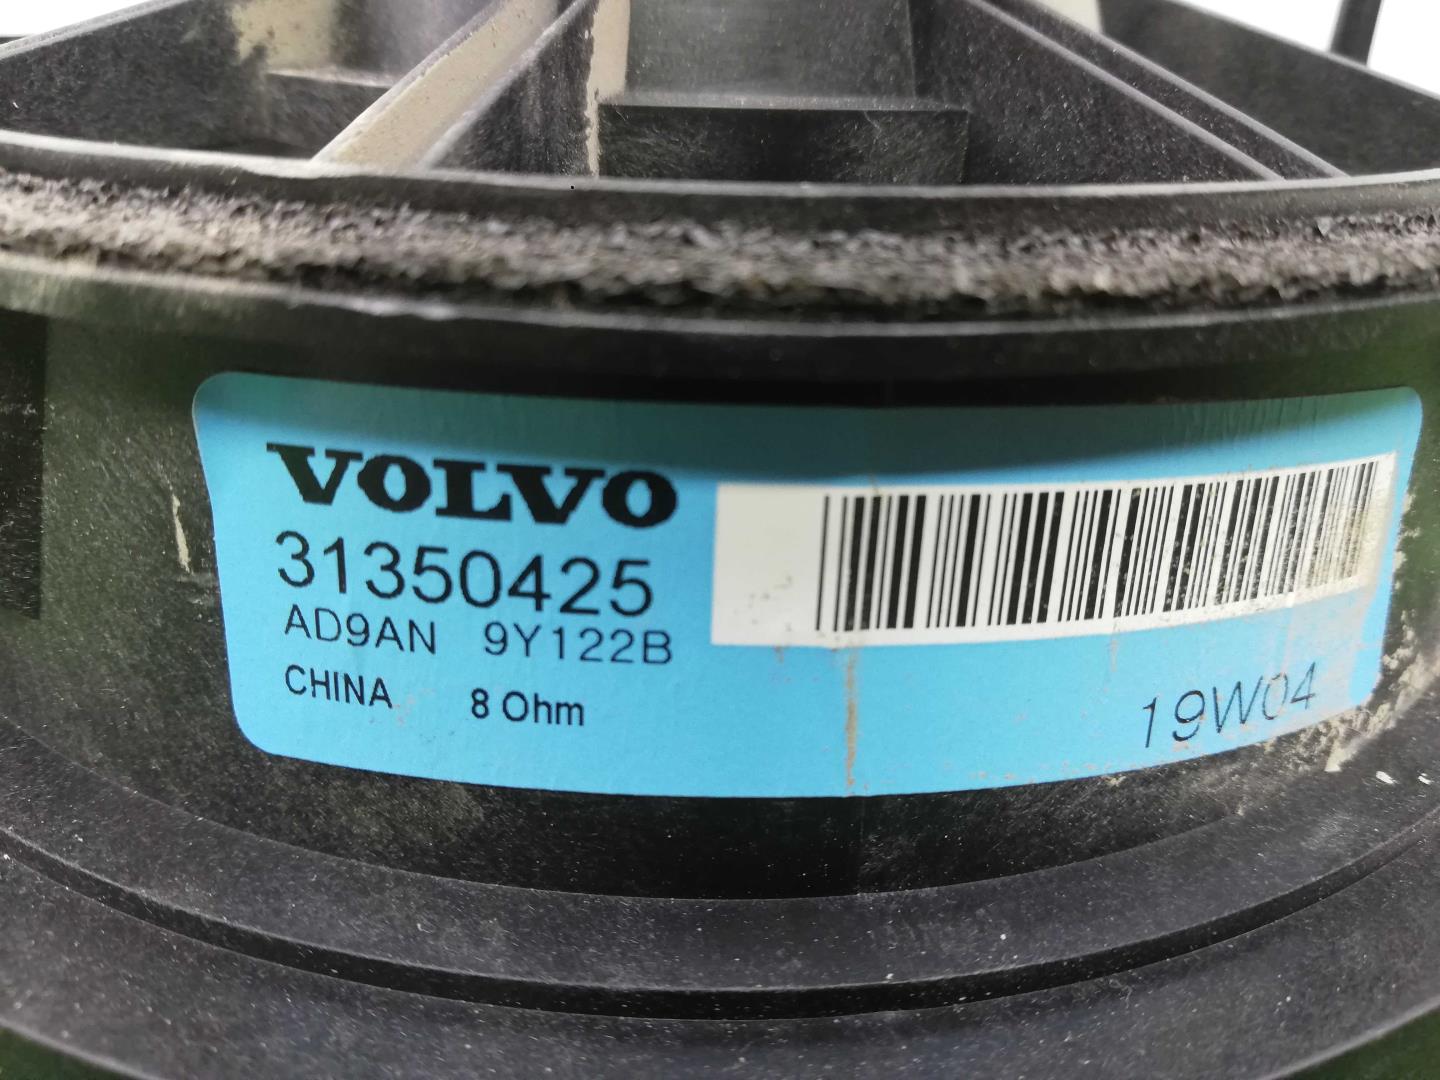 VOLVO
31350425
AD9AN 9Y122B
CHINA 8 Ohm
19W04